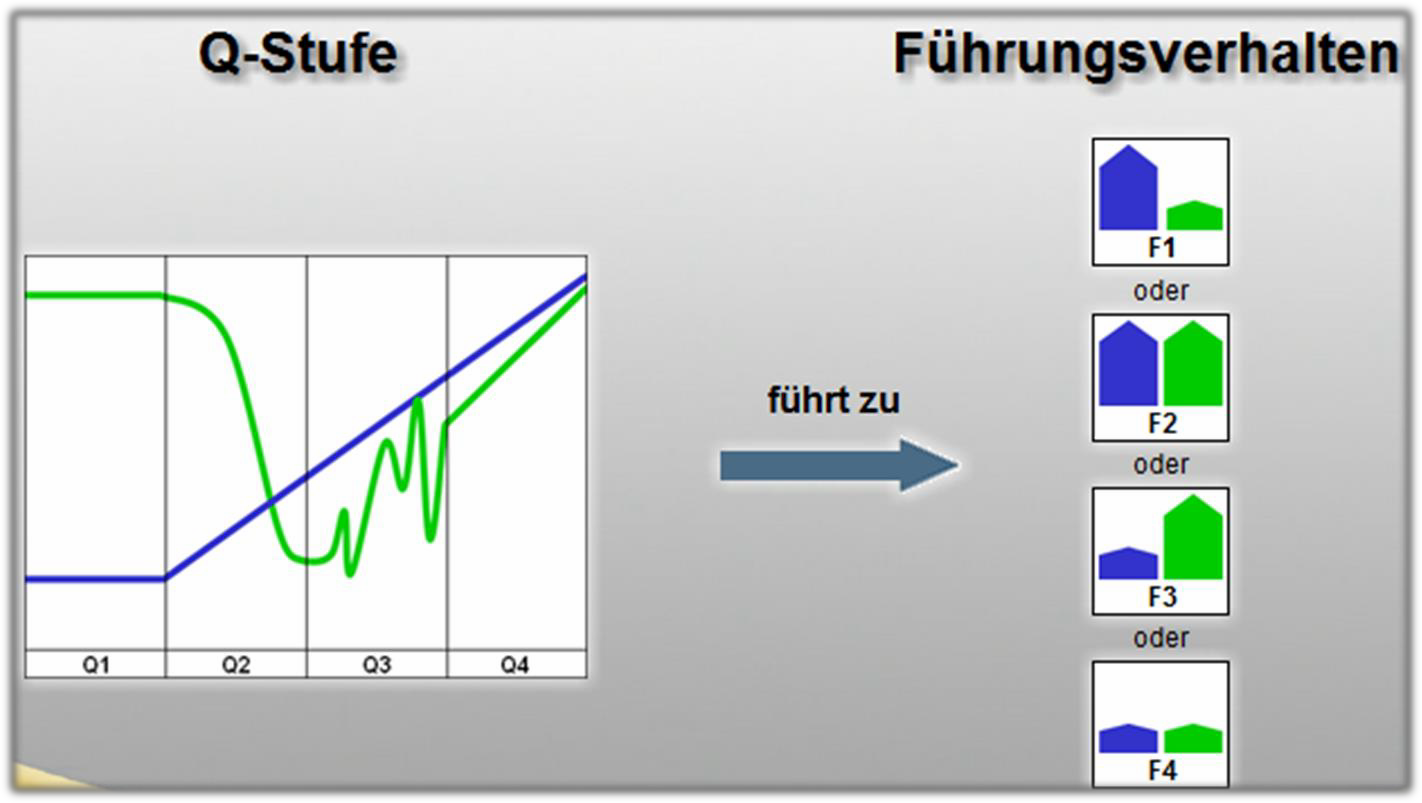 Q-Stufe
Führungsverhalten
Q1
Q2
Q3
Q4
führt zu
F1
oder
F2
oder
F3
oder
F4